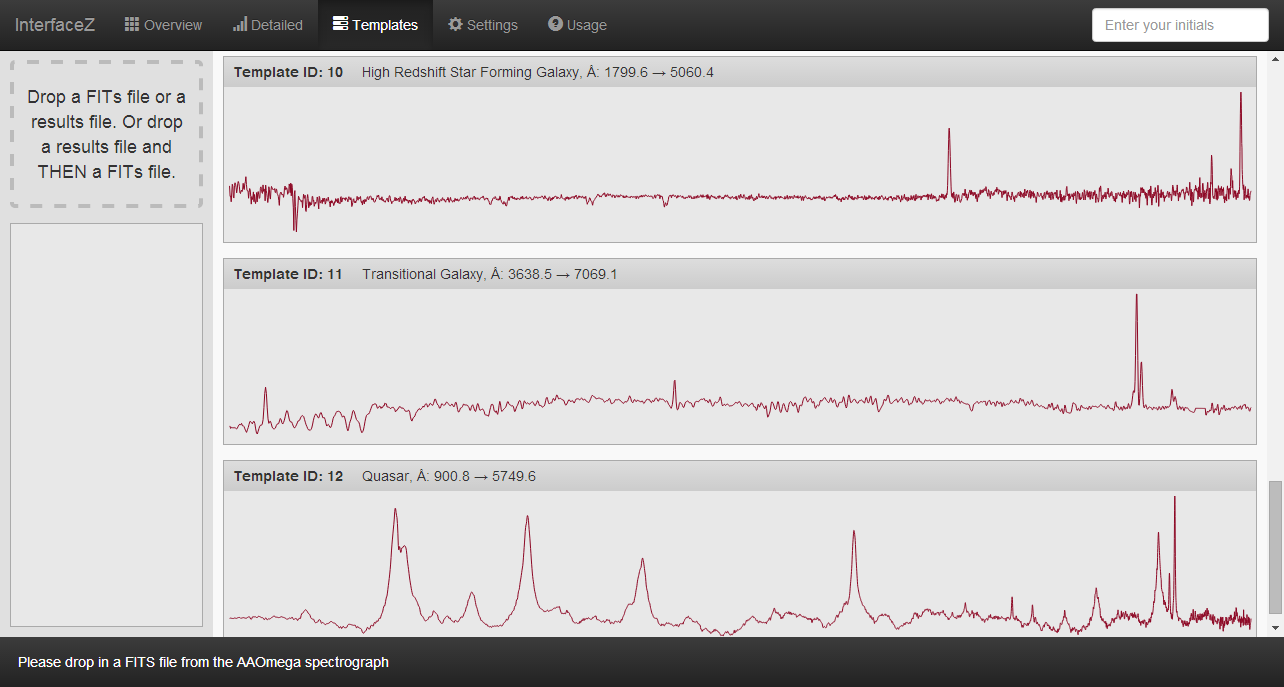 InterfaceZ Overview Detailed Templates Settings Usage Enter your initials
Drop a FITs file or a
results file. Or drop
a results file and
THEN a FITs file.
Template ID: 10 High Redshift Star Forming Galaxy, Å: 1799.6 → 5060.4
Template ID: 11 Transitional Galaxy, Å: 3638.5 → 7069.1
Template ID: 12 Quasar, Å: 900.8 → 5749.6
Please drop in a FITS file from the AAOmega spectrograph